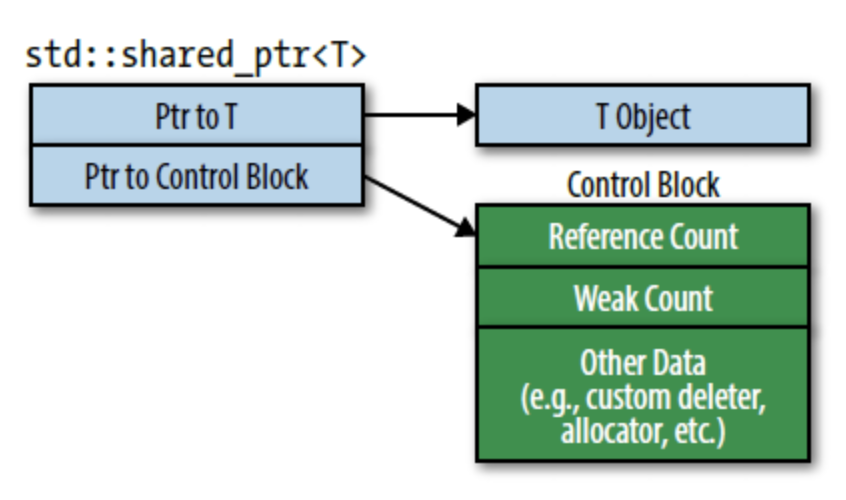 std::shared_ptr<T>
Ptr to T
T Object
Ptr to Control Block
Control Block
Reference Count
Weak Count
Other Data
(e.g., custom deleter,
allocator, etc.)